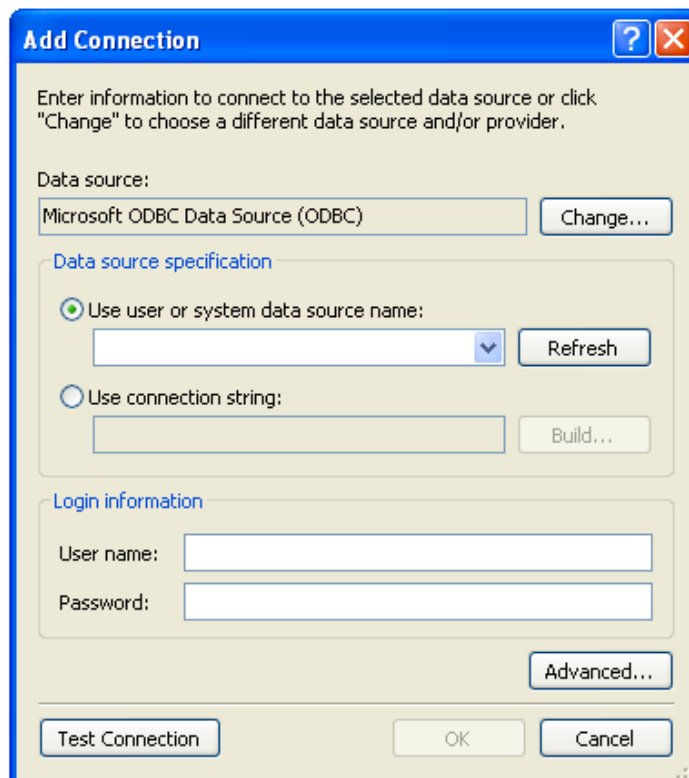 Add Connection
Enter information to connect to the selected data source or click
"Change" to choose a different data source and/or provider.
Data source:
Microsoft ODBC Data Source (ODBC)
Change...
Data source specification
Use user or system data source name:
Refresh
Use connection string:
Build...
Login information
User name:
Password:
Advanced...
Test Connection
OK
Cancel